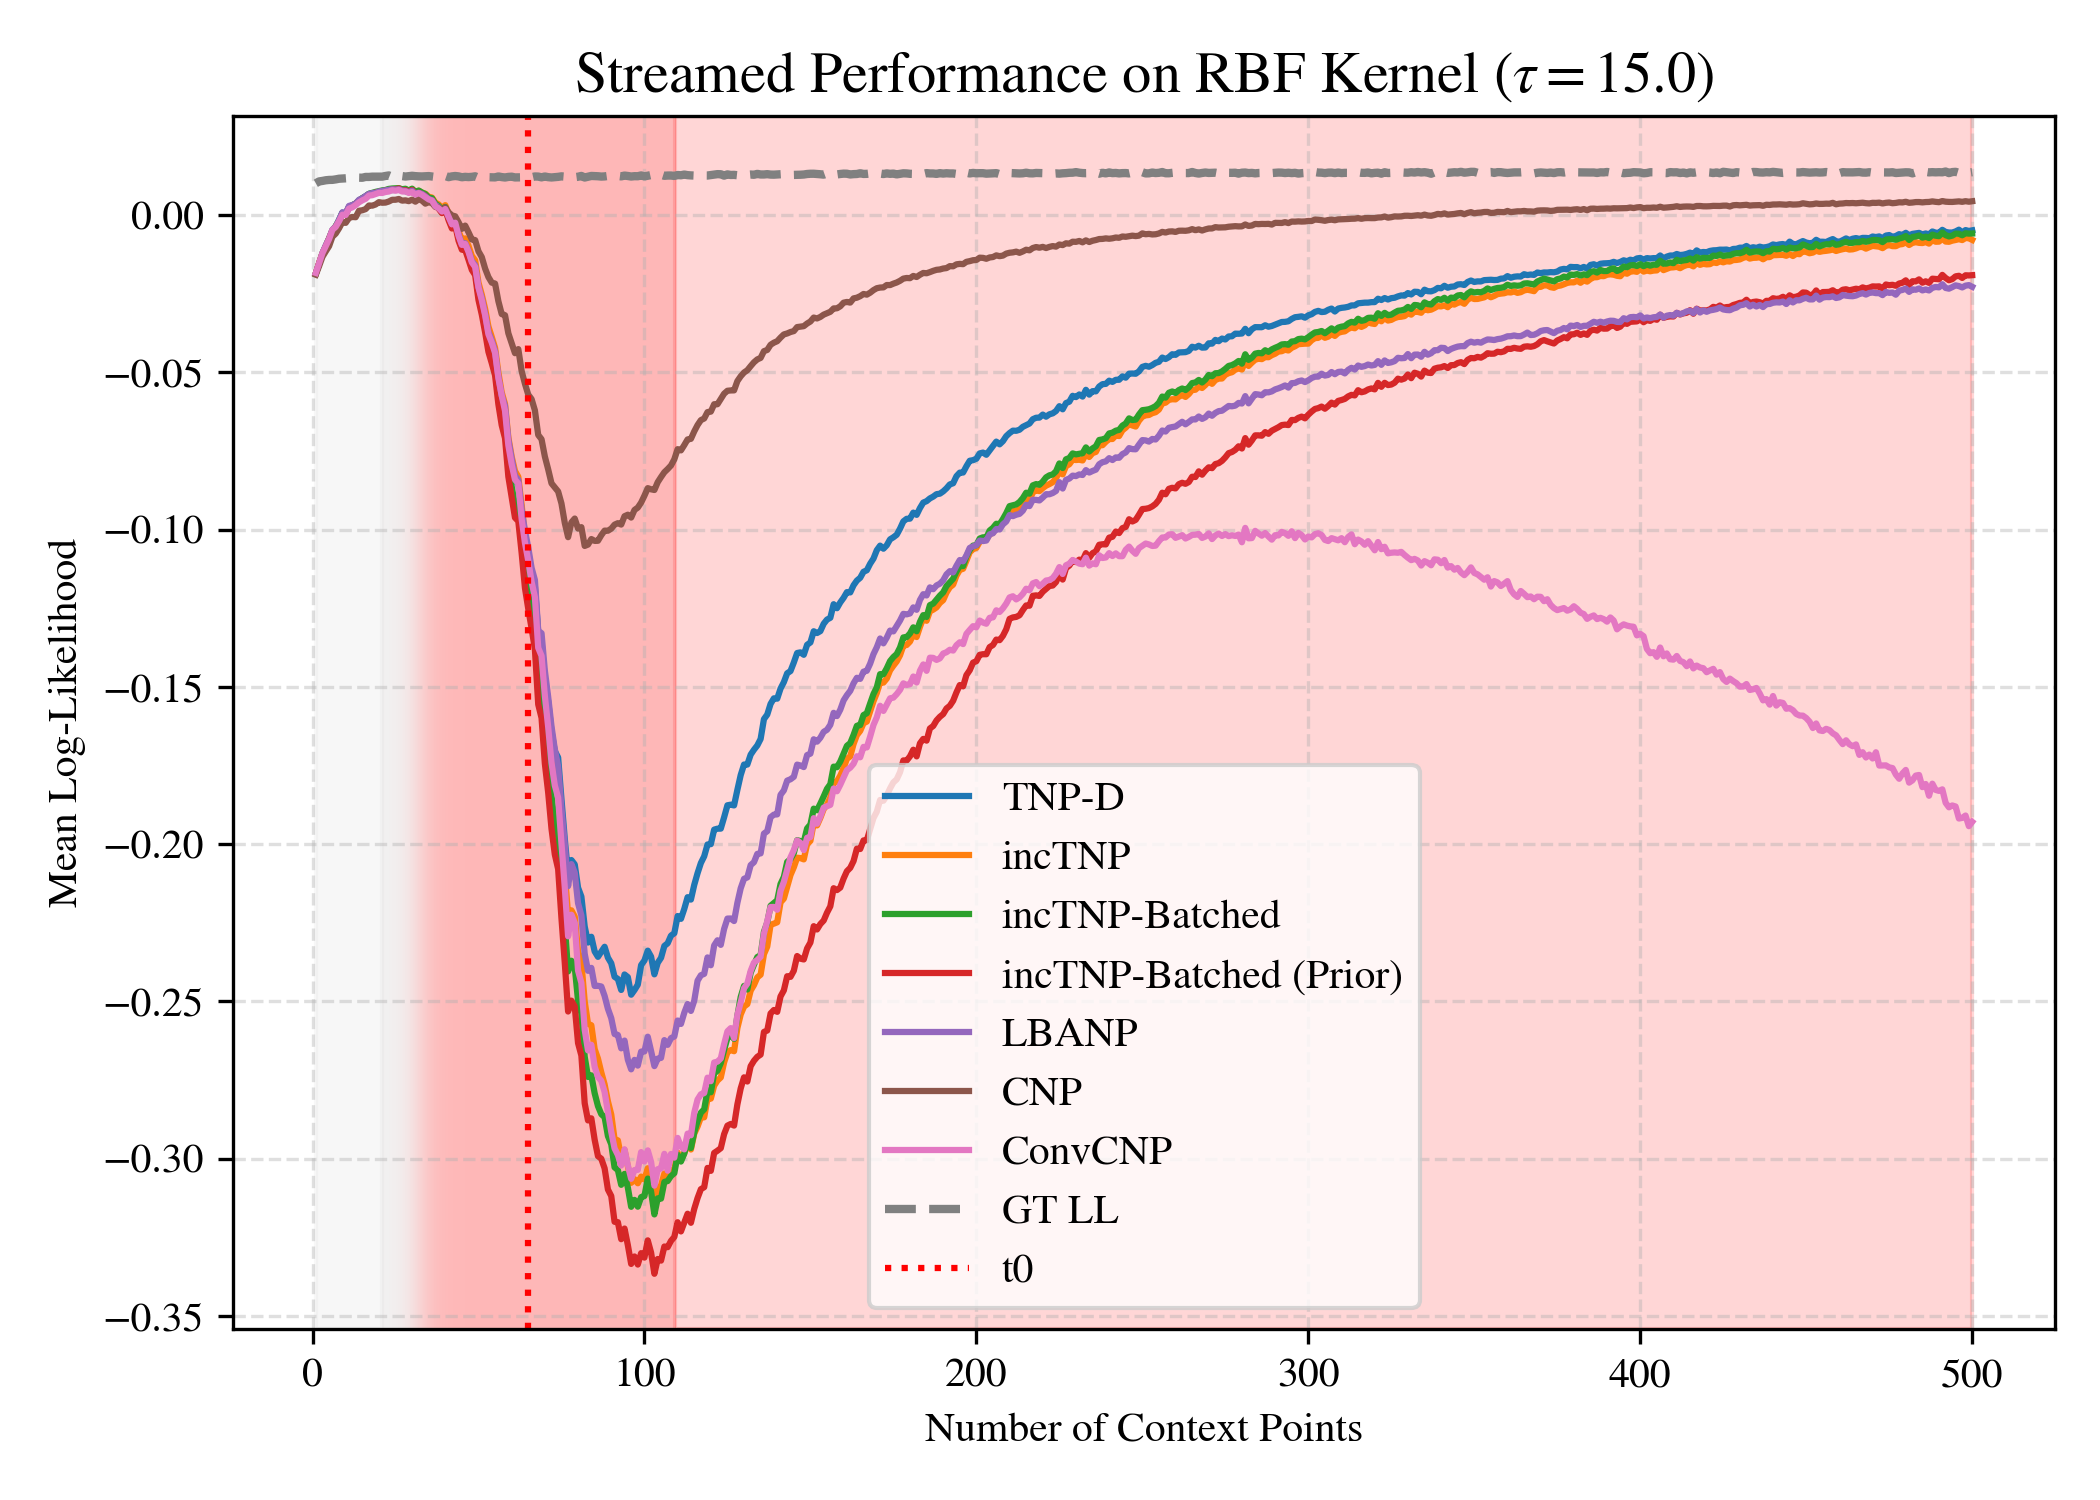 Streamed Performance on RBF Kernel (τ = 15.0)
Mean Log-Likelihood
0.00
−0.05
−0.10
−0.15
−0.20
−0.25
−0.30
−0.35
TNP-D
incTNP
incTNP-Batched
incTNP-Batched (Prior)
LBANP
CNP
ConvCNP
GT LL
t0
0 100 200 300 400 500
Number of Context Points